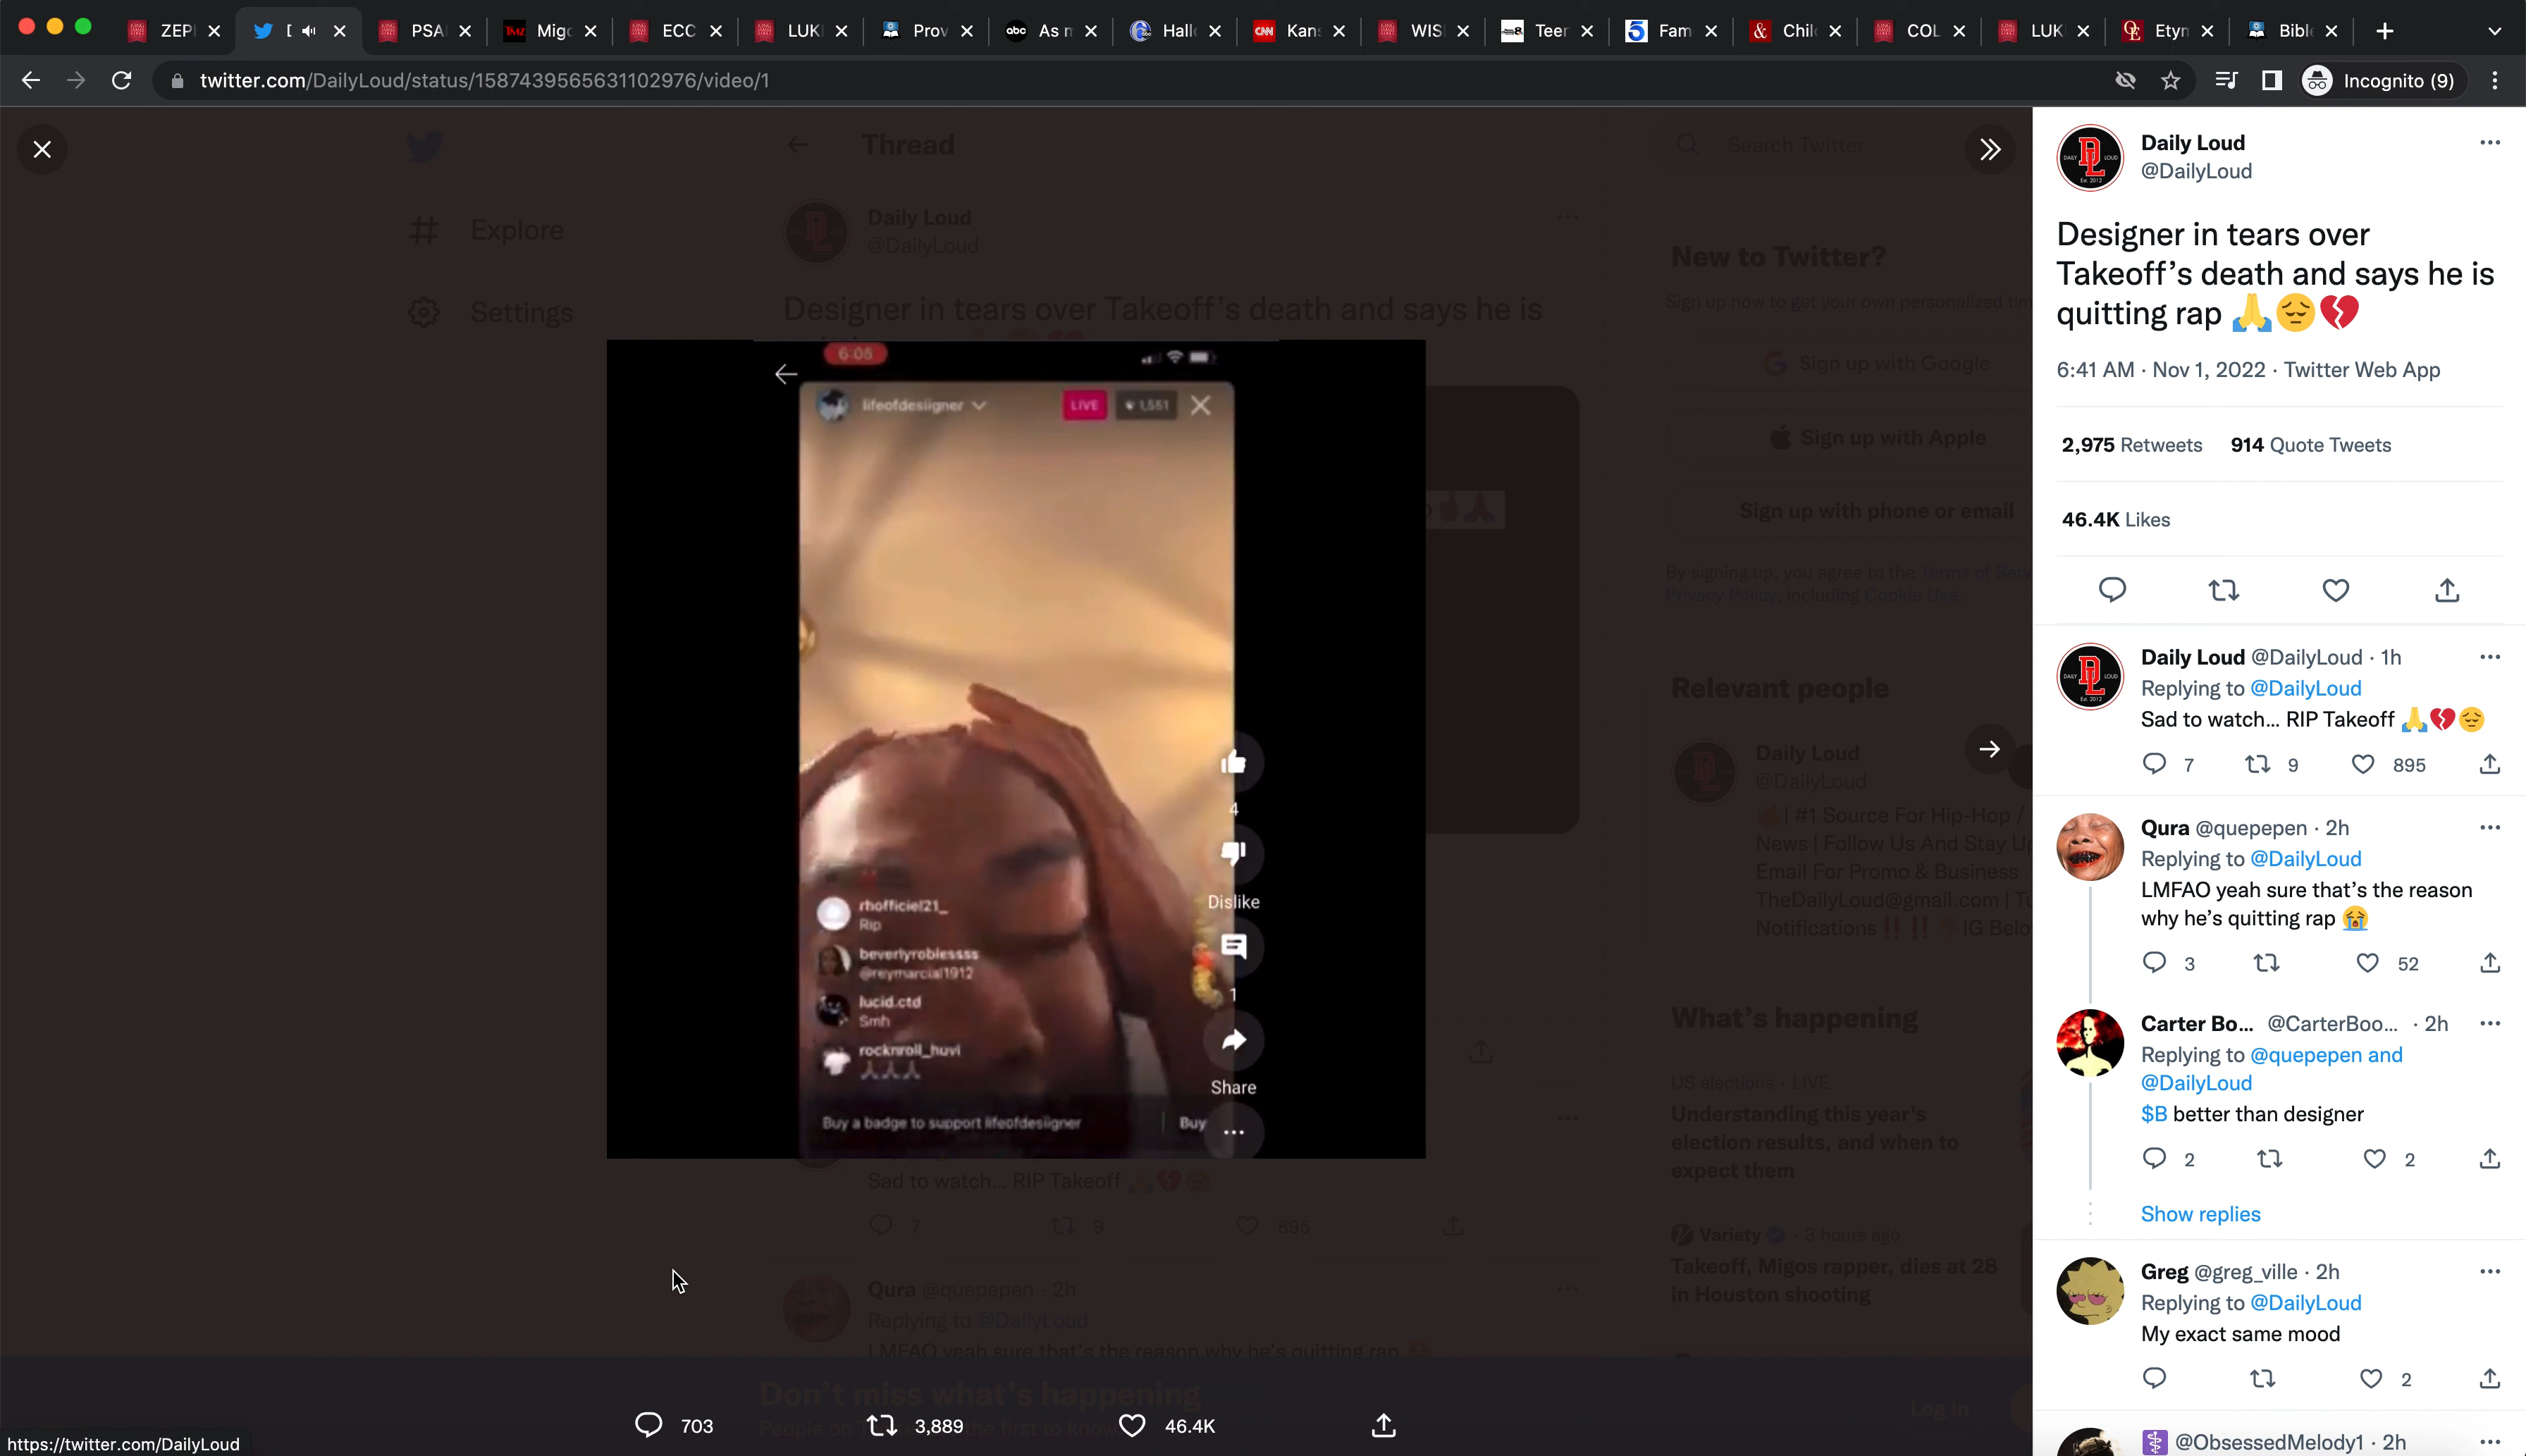 ZEPI
PSAI
Migo
ECC
LUK
Prov
abc As m
Hall
CNN Kans
WIS
Teen
5 Fam
& Chil
COL
LUK
OE Etym
Bibl
twitter.com/DailyLoud/status/1587439565631102976/video/1
Incognito (9)
Explore
Settings
Thread
Daily Loud
@DailyLoud
Designer in tears over Takeoff's death and says he is
Search Twitter
New to Twitter?
Sign up now to get your own personalized
Sign up with Google
Sign up with Apple
Sign up with phone or email
By signing up, you agree to the Terms of
Privacy Policy, including Cookie Use.
Relevant people
Daily Loud
@DailyLoud
🔥| #1 Source For Hip-Hop /
News | Follow Us And Stay
Email For Promo & Business
TheDailyLoud@gmail.com |
Notifications ‼️ ‼️
What's happening
US elections · LIVE
Understanding this year's
election results, and when to
expect them
Variety · 3 hours ago
Takeoff, Migos rapper, dies at 28
in Houston shooting
6:05
lifeofdesiigner
LIVE
1,551
4
Dislike
1
Share
rhofficiel21_
Rip
beverlyroblessss
@reymarcial1912
lucid.ctd
Smh
rocknroll_huvi
🙏🙏🙏
Buy a badge to support lifeofdesiigner
Buy
Sad to watch... RIP Takeoff 🙏💔😔
7 9 895
Qura @quepepen · 2h
Replying to @DailyLoud
LMFAO yeah sure that's the reason why he's quitting rap 😭
Don't miss what's happening
Log in
703 3,889 46.4K
https://twitter.com/DailyLoud
Daily Loud
@DailyLoud
Designer in tears over
Takeoff's death and says he is
quitting rap 🙏😔💔
6:41 AM · Nov 1, 2022 · Twitter Web App
2,975 Retweets 914 Quote Tweets
46.4K Likes
Daily Loud @DailyLoud · 1h
Replying to @DailyLoud
Sad to watch... RIP Takeoff 🙏💔😔
7 9 895
Qura @quepepen · 2h
Replying to @DailyLoud
LMFAO yeah sure that's the reason
why he's quitting rap 😭
3 52
Carter Bo... @CarterBoo... · 2h
Replying to @quepepen and
@DailyLoud
$B better than designer
2 2
Show replies
Greg @greg_ville · 2h
Replying to @DailyLoud
My exact same mood
2
@ObsessedMelody1 · 2h